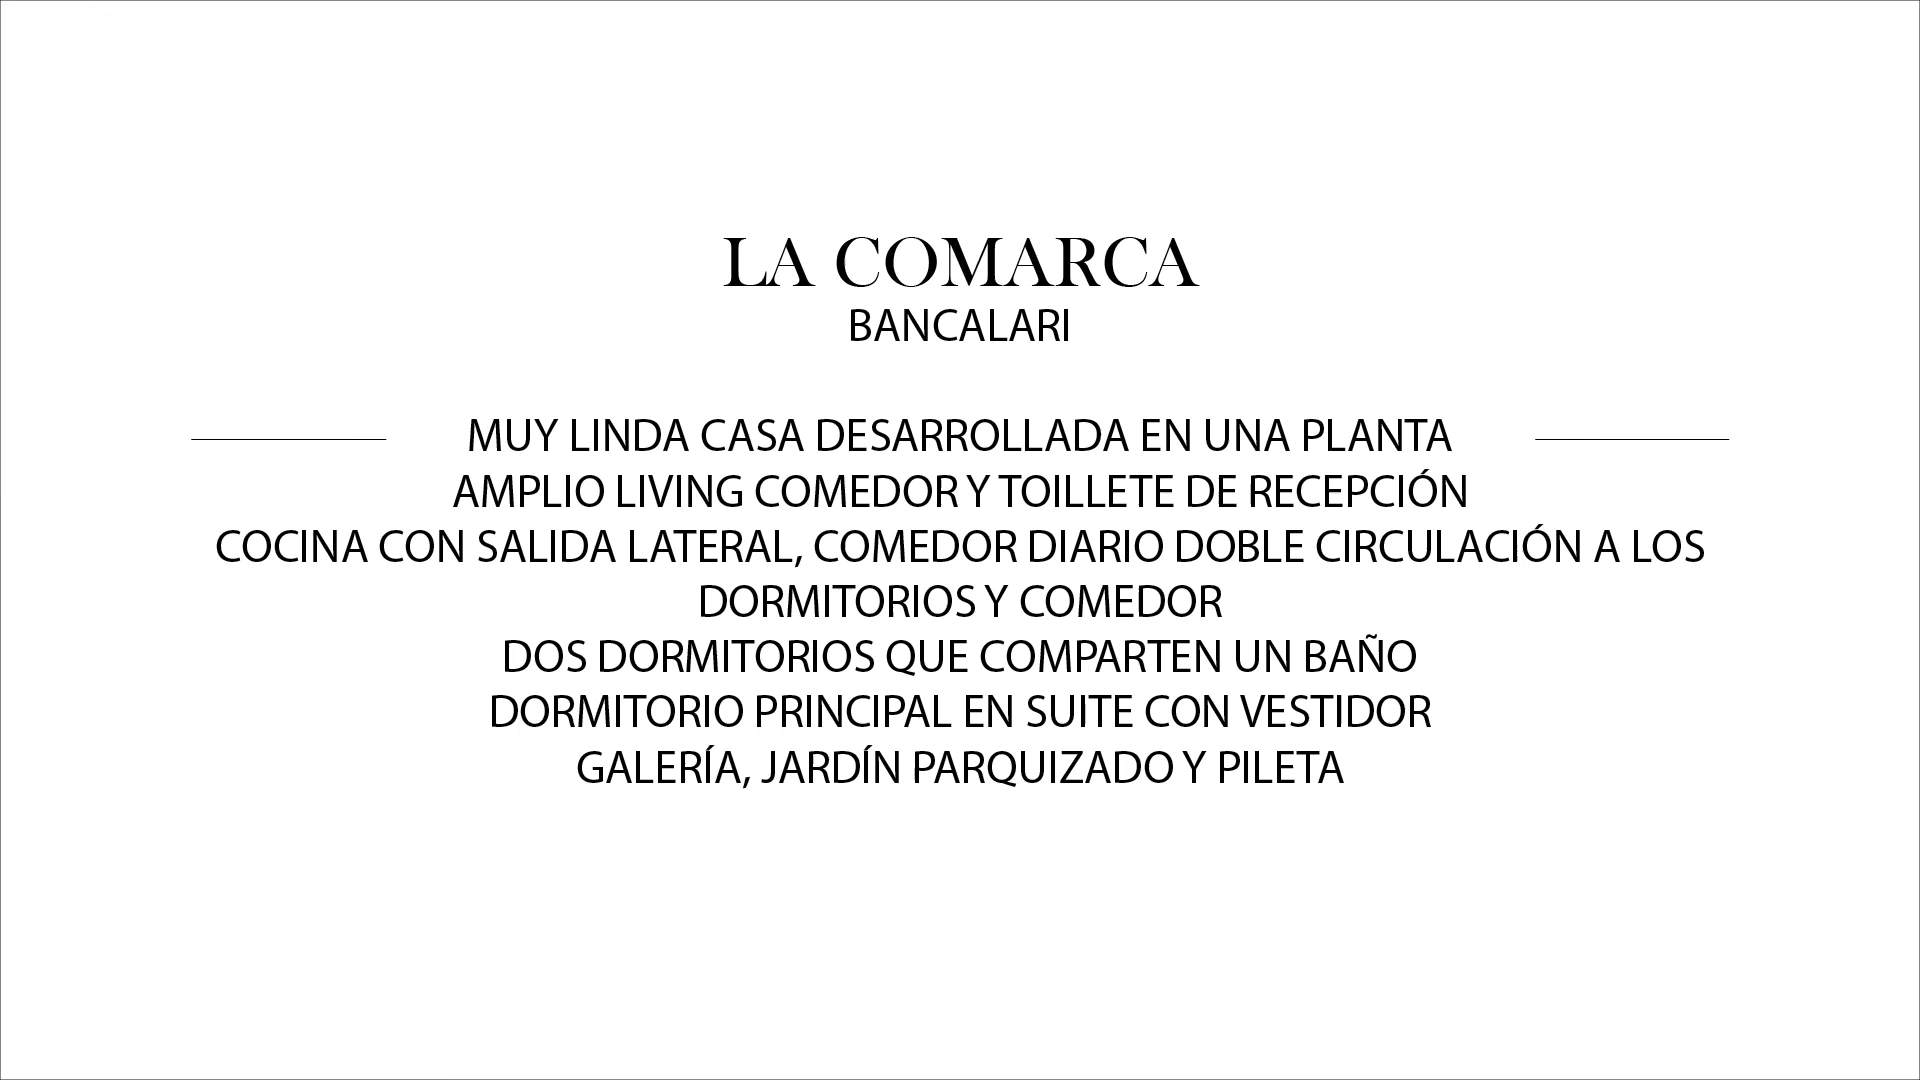 LA COMARCA
BANCALARI
MUY LINDA CASA DESARROLLADA EN UNA PLANTA
AMPLIO LIVING COMEDOR Y TOILLETE DE RECEPCIÓN
COCINA CON SALIDA LATERAL, COMEDOR DIARIO DOBLE CIRCULACIÓN A LOS
DORMITORIOS Y COMEDOR
DOS DORMITORIOS QUE COMPARTEN UN BAÑO
DORMITORIO PRINCIPAL EN SUITE CON VESTIDOR
GALERÍA, JARDÍN PARQUIZADO Y PILETA